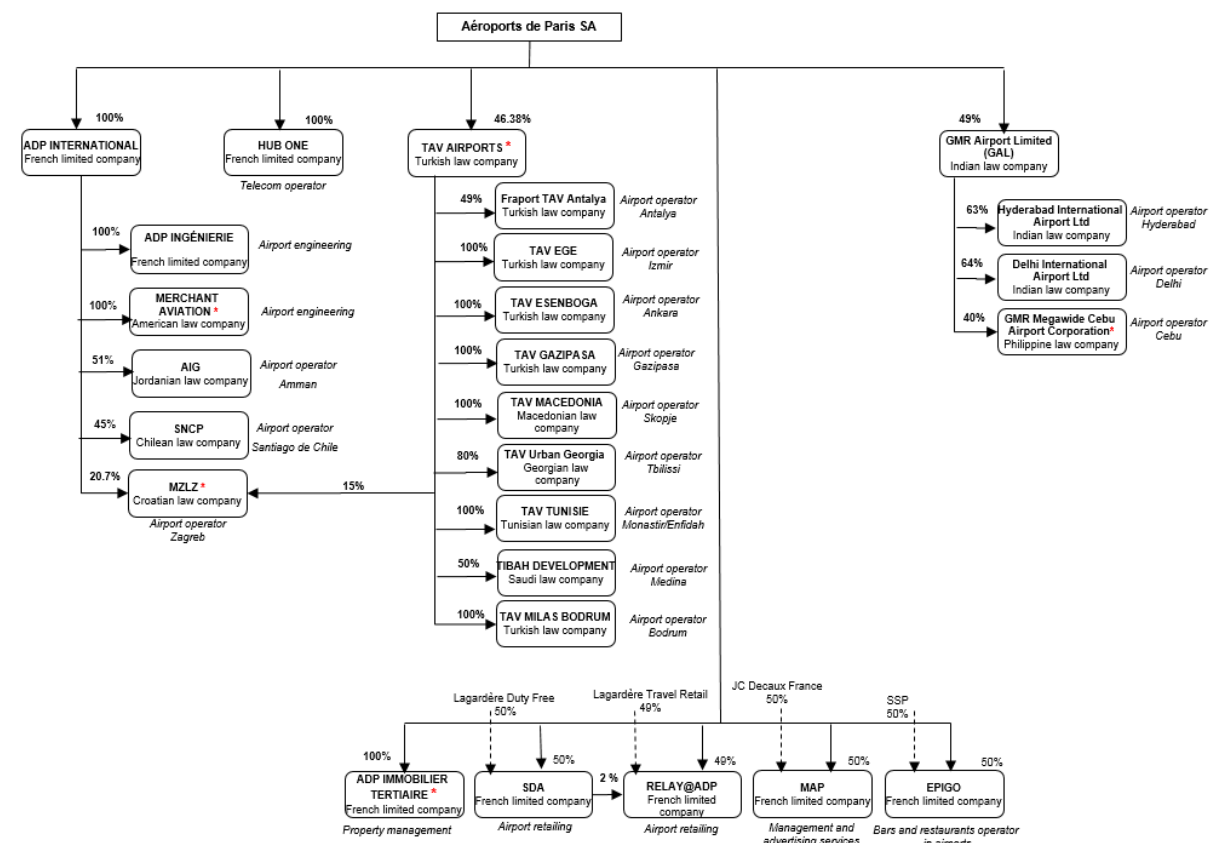 Aéroports de Paris SA
100%
ADP INTERNATIONAL
French limited company
100%
HUB ONE
French limited company
Telecom operator
46.38%
TAV AIRPORTS *
Turkish law company
49%
GMR Airport Limited
(GAL)
Indian law company
100%
ADP INGÉNIERIE
French limited company
Airport engineering
100%
MERCHANT
AVIATION *
American law company
Airport engineering
51%
AIG
Jordanian law company
Airport operator
Amman
45%
SNCP
Chilean law company
Airport operator
Santiago de Chile
20.7%
MZLZ *
Croatian law company
Airport operator
Zagreb
15%
49%
Fraport TAV Antalya
Turkish law company
Airport operator
Antalya
100%
TAV EGE
Turkish law company
Airport operator
Izmir
100%
TAV ESENBOGA
Turkish law company
Airport operator
Ankara
100%
TAV GAZIPASA
Turkish law company
Airport operator
Gazipasa
100%
TAV MACEDONIA
Macedonian law
company
Airport operator
Skopje
80%
TAV Urban Georgia
Georgian law
company
Airport operator
Tbilissi
100%
TAV TUNISIE
Tunisian law company
Airport operator
Monastir/Enfidah
50%
TIBAH DEVELOPMENT
Saudi law company
Airport operator
Medina
100%
TAV MILAS BODRUM
Turkish law company
Airport operator
Bodrum
63%
Hyderabad International
Airport Ltd
Indian law company
Airport operator
Hyderabad
64%
Delhi International
Airport Ltd
Indian law company
Airport operator
Delhi
40%
GMR Megawide Cebu
Airport Corporation*
Philippine law company
Airport operator
Cebu
Lagardère Duty Free
50%
Lagardère Travel Retail
49%
JC Decaux France
50%
SSP
50%
100%
ADP IMMOBILIER
TERTIAIRE *
French limited company
Property management
50%
SDA
French limited company
Airport retailing
2 %
49%
RELAY@ADP
French limited
company
Airport retailing
50%
MAP
French limited company
Management and
advertising services
50%
EPIGO
French limited company
Bars and restaurants operator
in airports